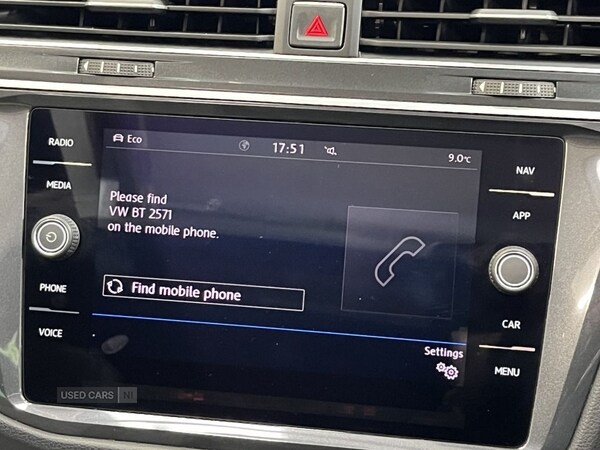 RADIO
MEDIA
PHONE
VOICE
Eco
17:51
9.0°C
Please find
VW BT 2571
on the mobile phone.
Find mobile phone
Settings
NAV
APP
CAR
MENU
USED CARS NI